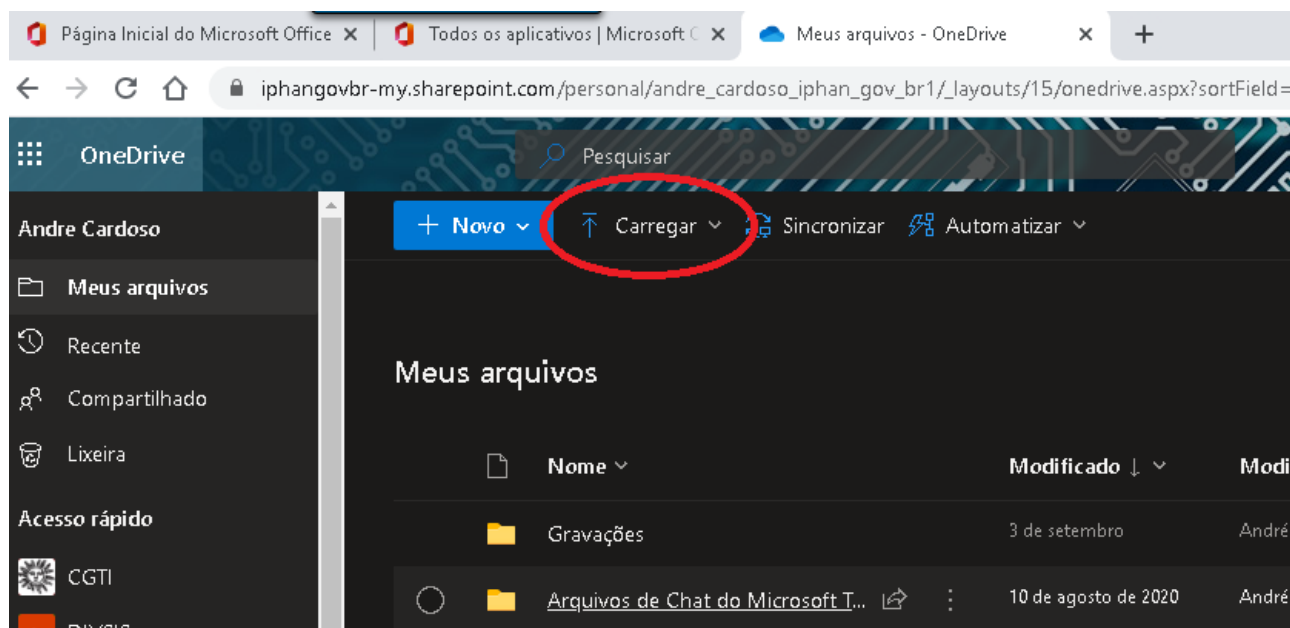 Página Inicial do Microsoft Office
Todos os aplicativos | Microsoft
Meus arquivos - OneDrive
iphangovbr-my.sharepoint.com/personal/andre_cardoso_iphan_gov_br1/_layouts/15/onedrive.aspx?sortField=
OneDrive
Pesquisar
Andre Cardoso
+ Novo
Carregar
Sincronizar
Automatizar
Meus arquivos
Recente
Compartilhado
Lixeira
Acesso rápido
CGTI
Meus arquivos
Nome
Modificado ↓
Modi
Gravações
3 de setembro
André
Arquivos de Chat do Microsoft T...
10 de agosto de 2020
André